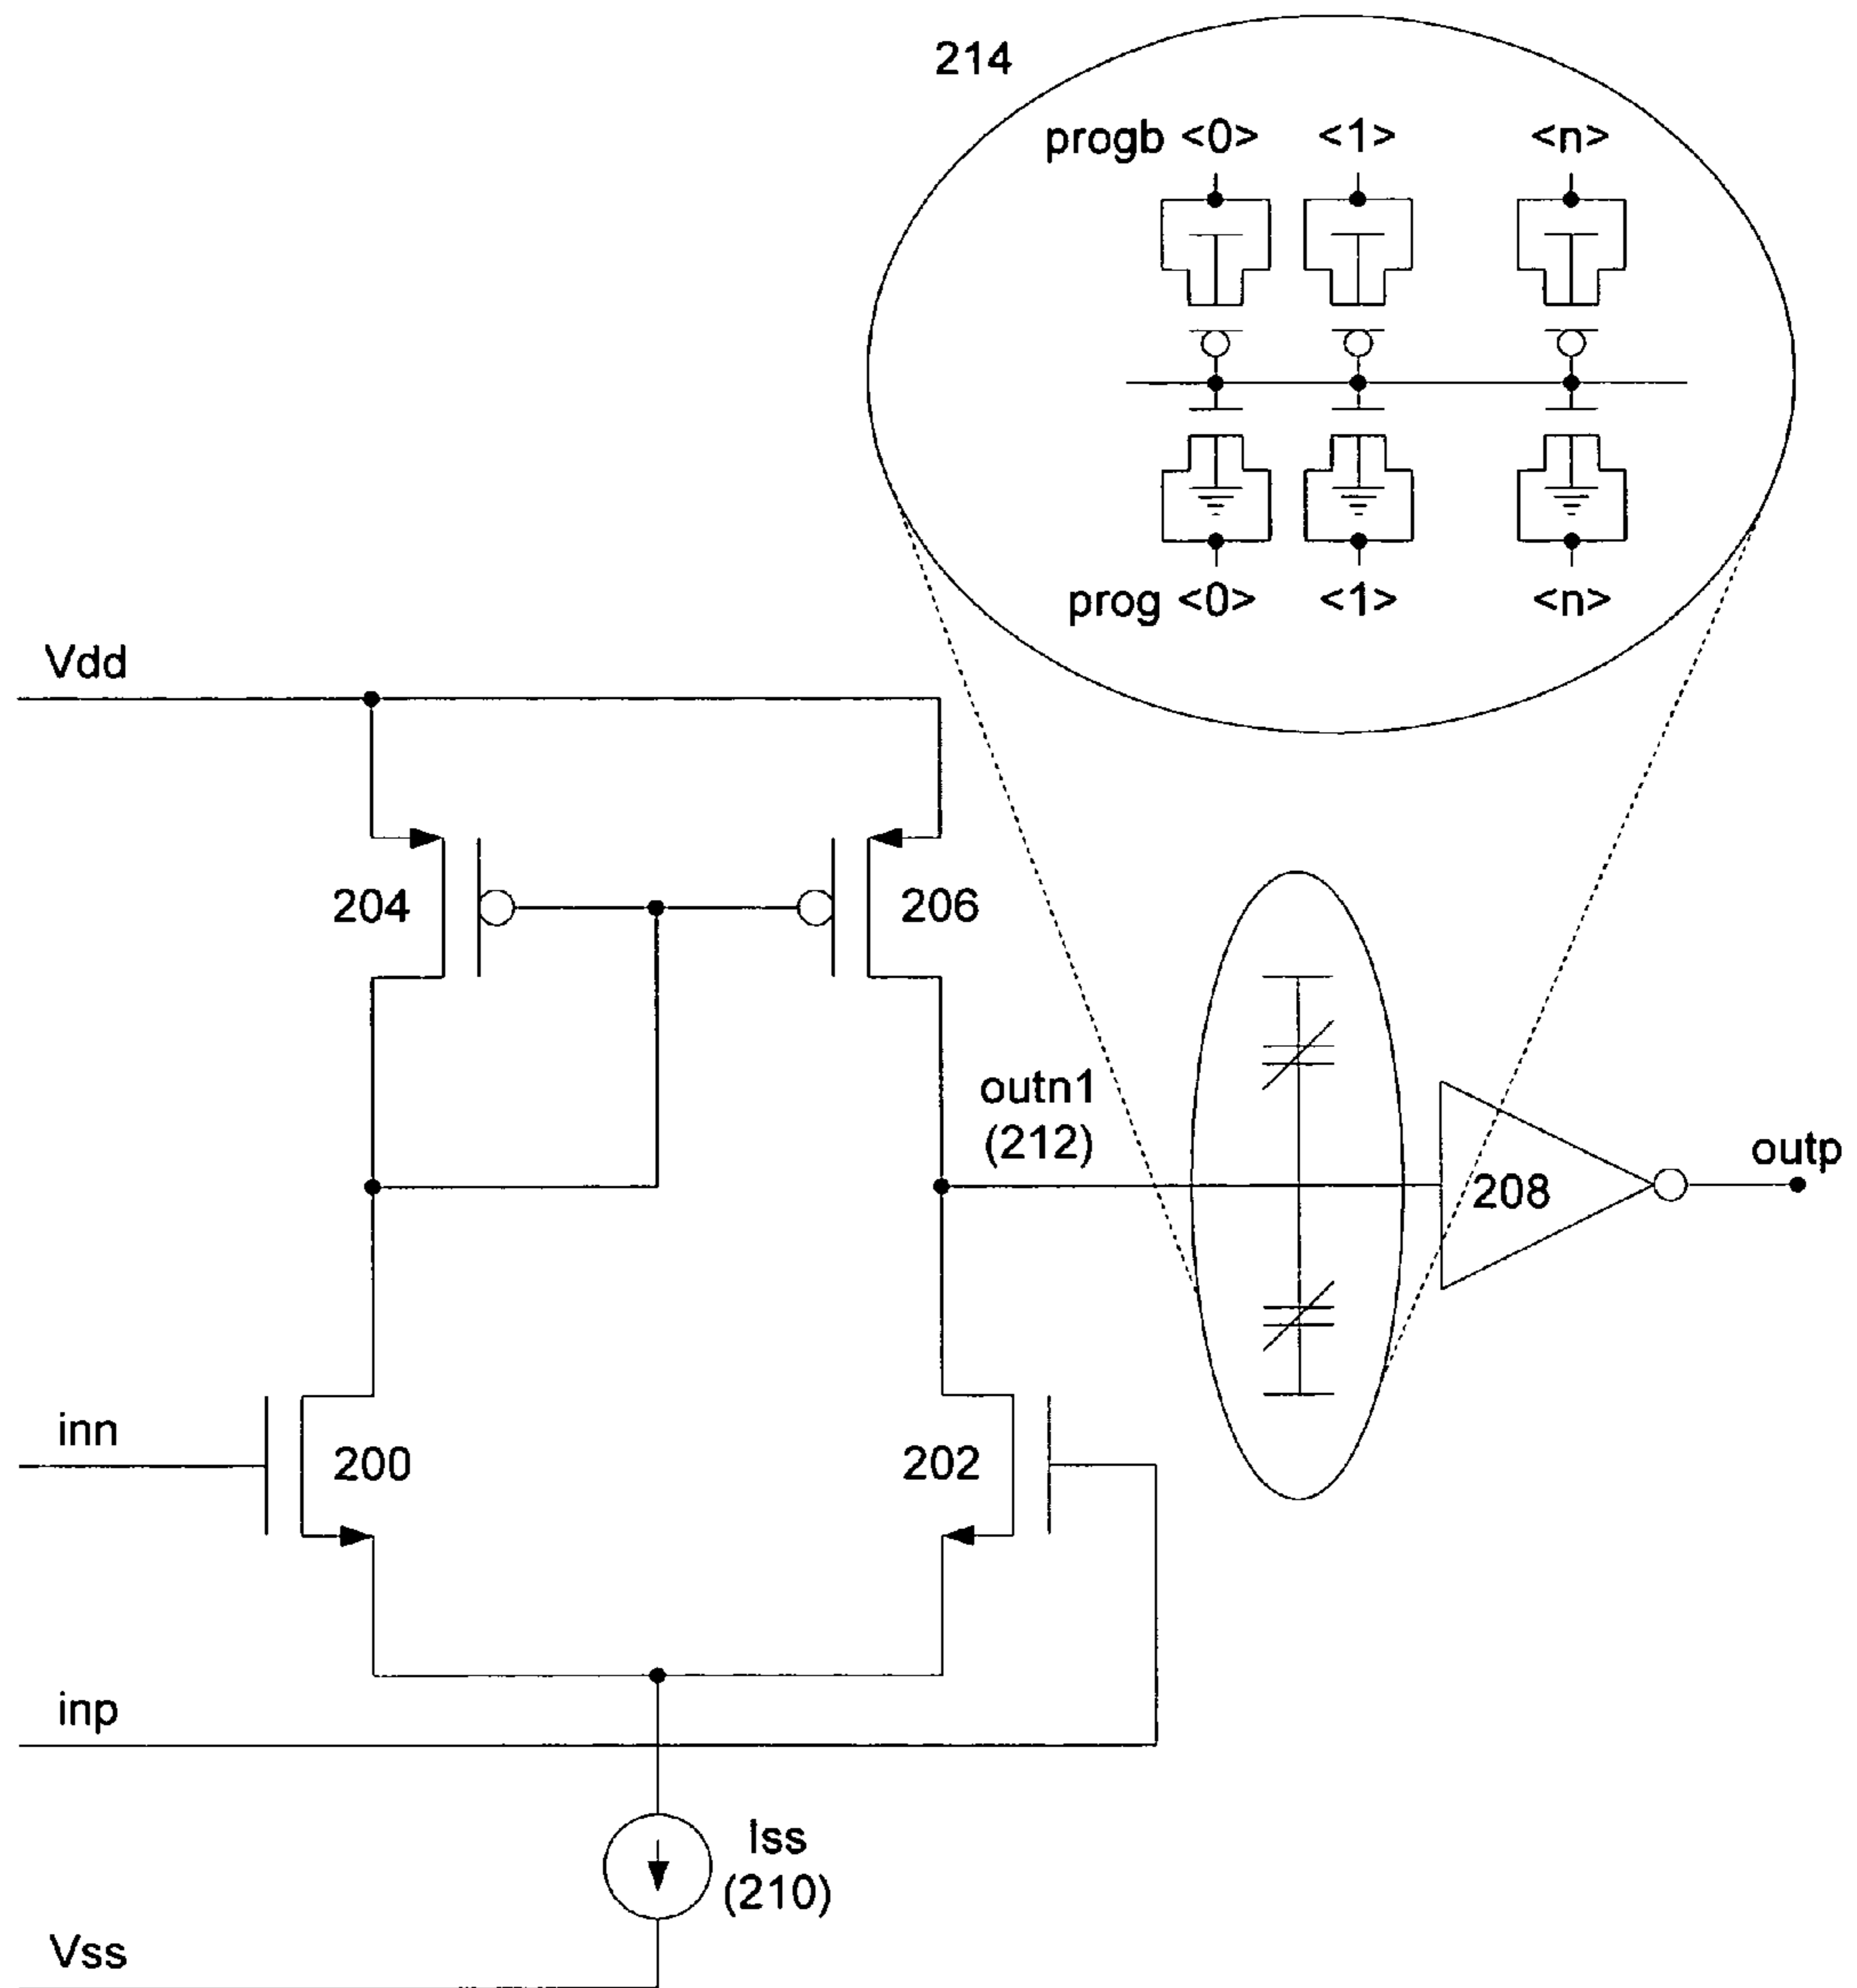 214
progb <0> <1> <n>
prog <0> <1> <n>
Vdd
204
206
outn1
(212)
208
outp
inn
200
202
inp
Iss
(210)
Vss